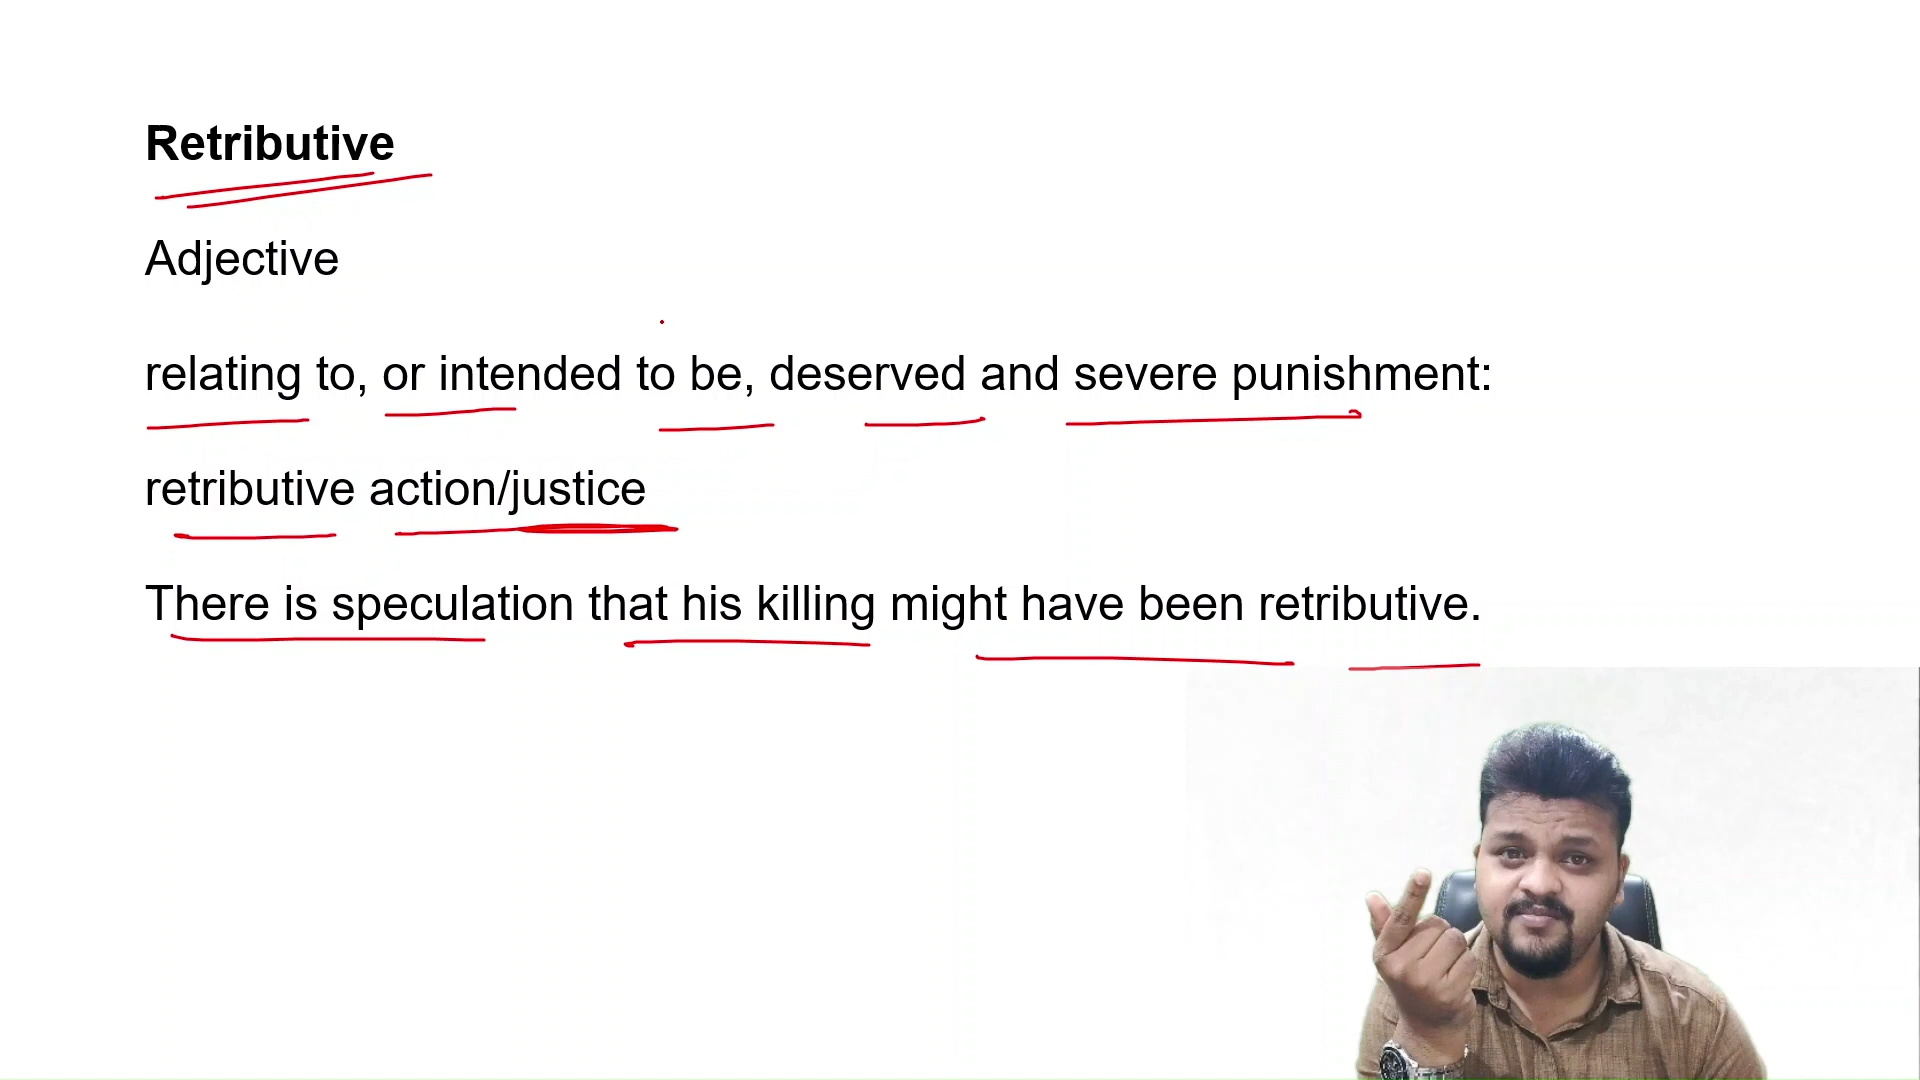 Retributive
Adjective
relating to, or intended to be, deserved and severe punishment:
retributive action/justice
There is speculation that his killing might have been retributive.